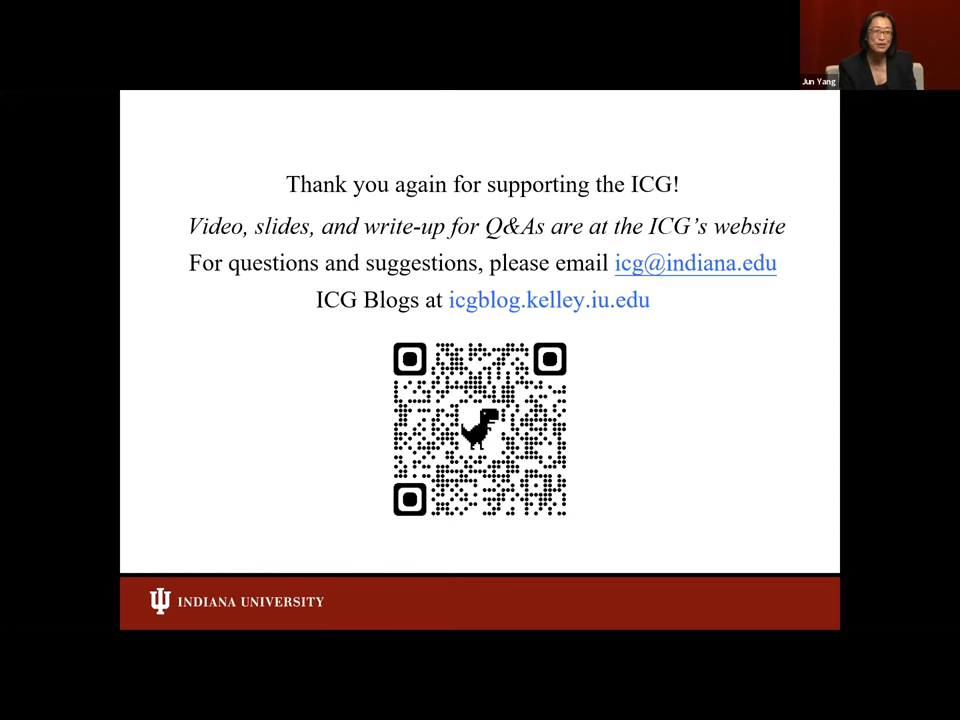 Jun Yang
Thank you again for supporting the ICG!
Video, slides, and write-up for Q&As are at the ICG’s website
For questions and suggestions, please email icg@indiana.edu
ICG Blogs at icgblog.kelley.iu.edu
INDIANA UNIVERSITY